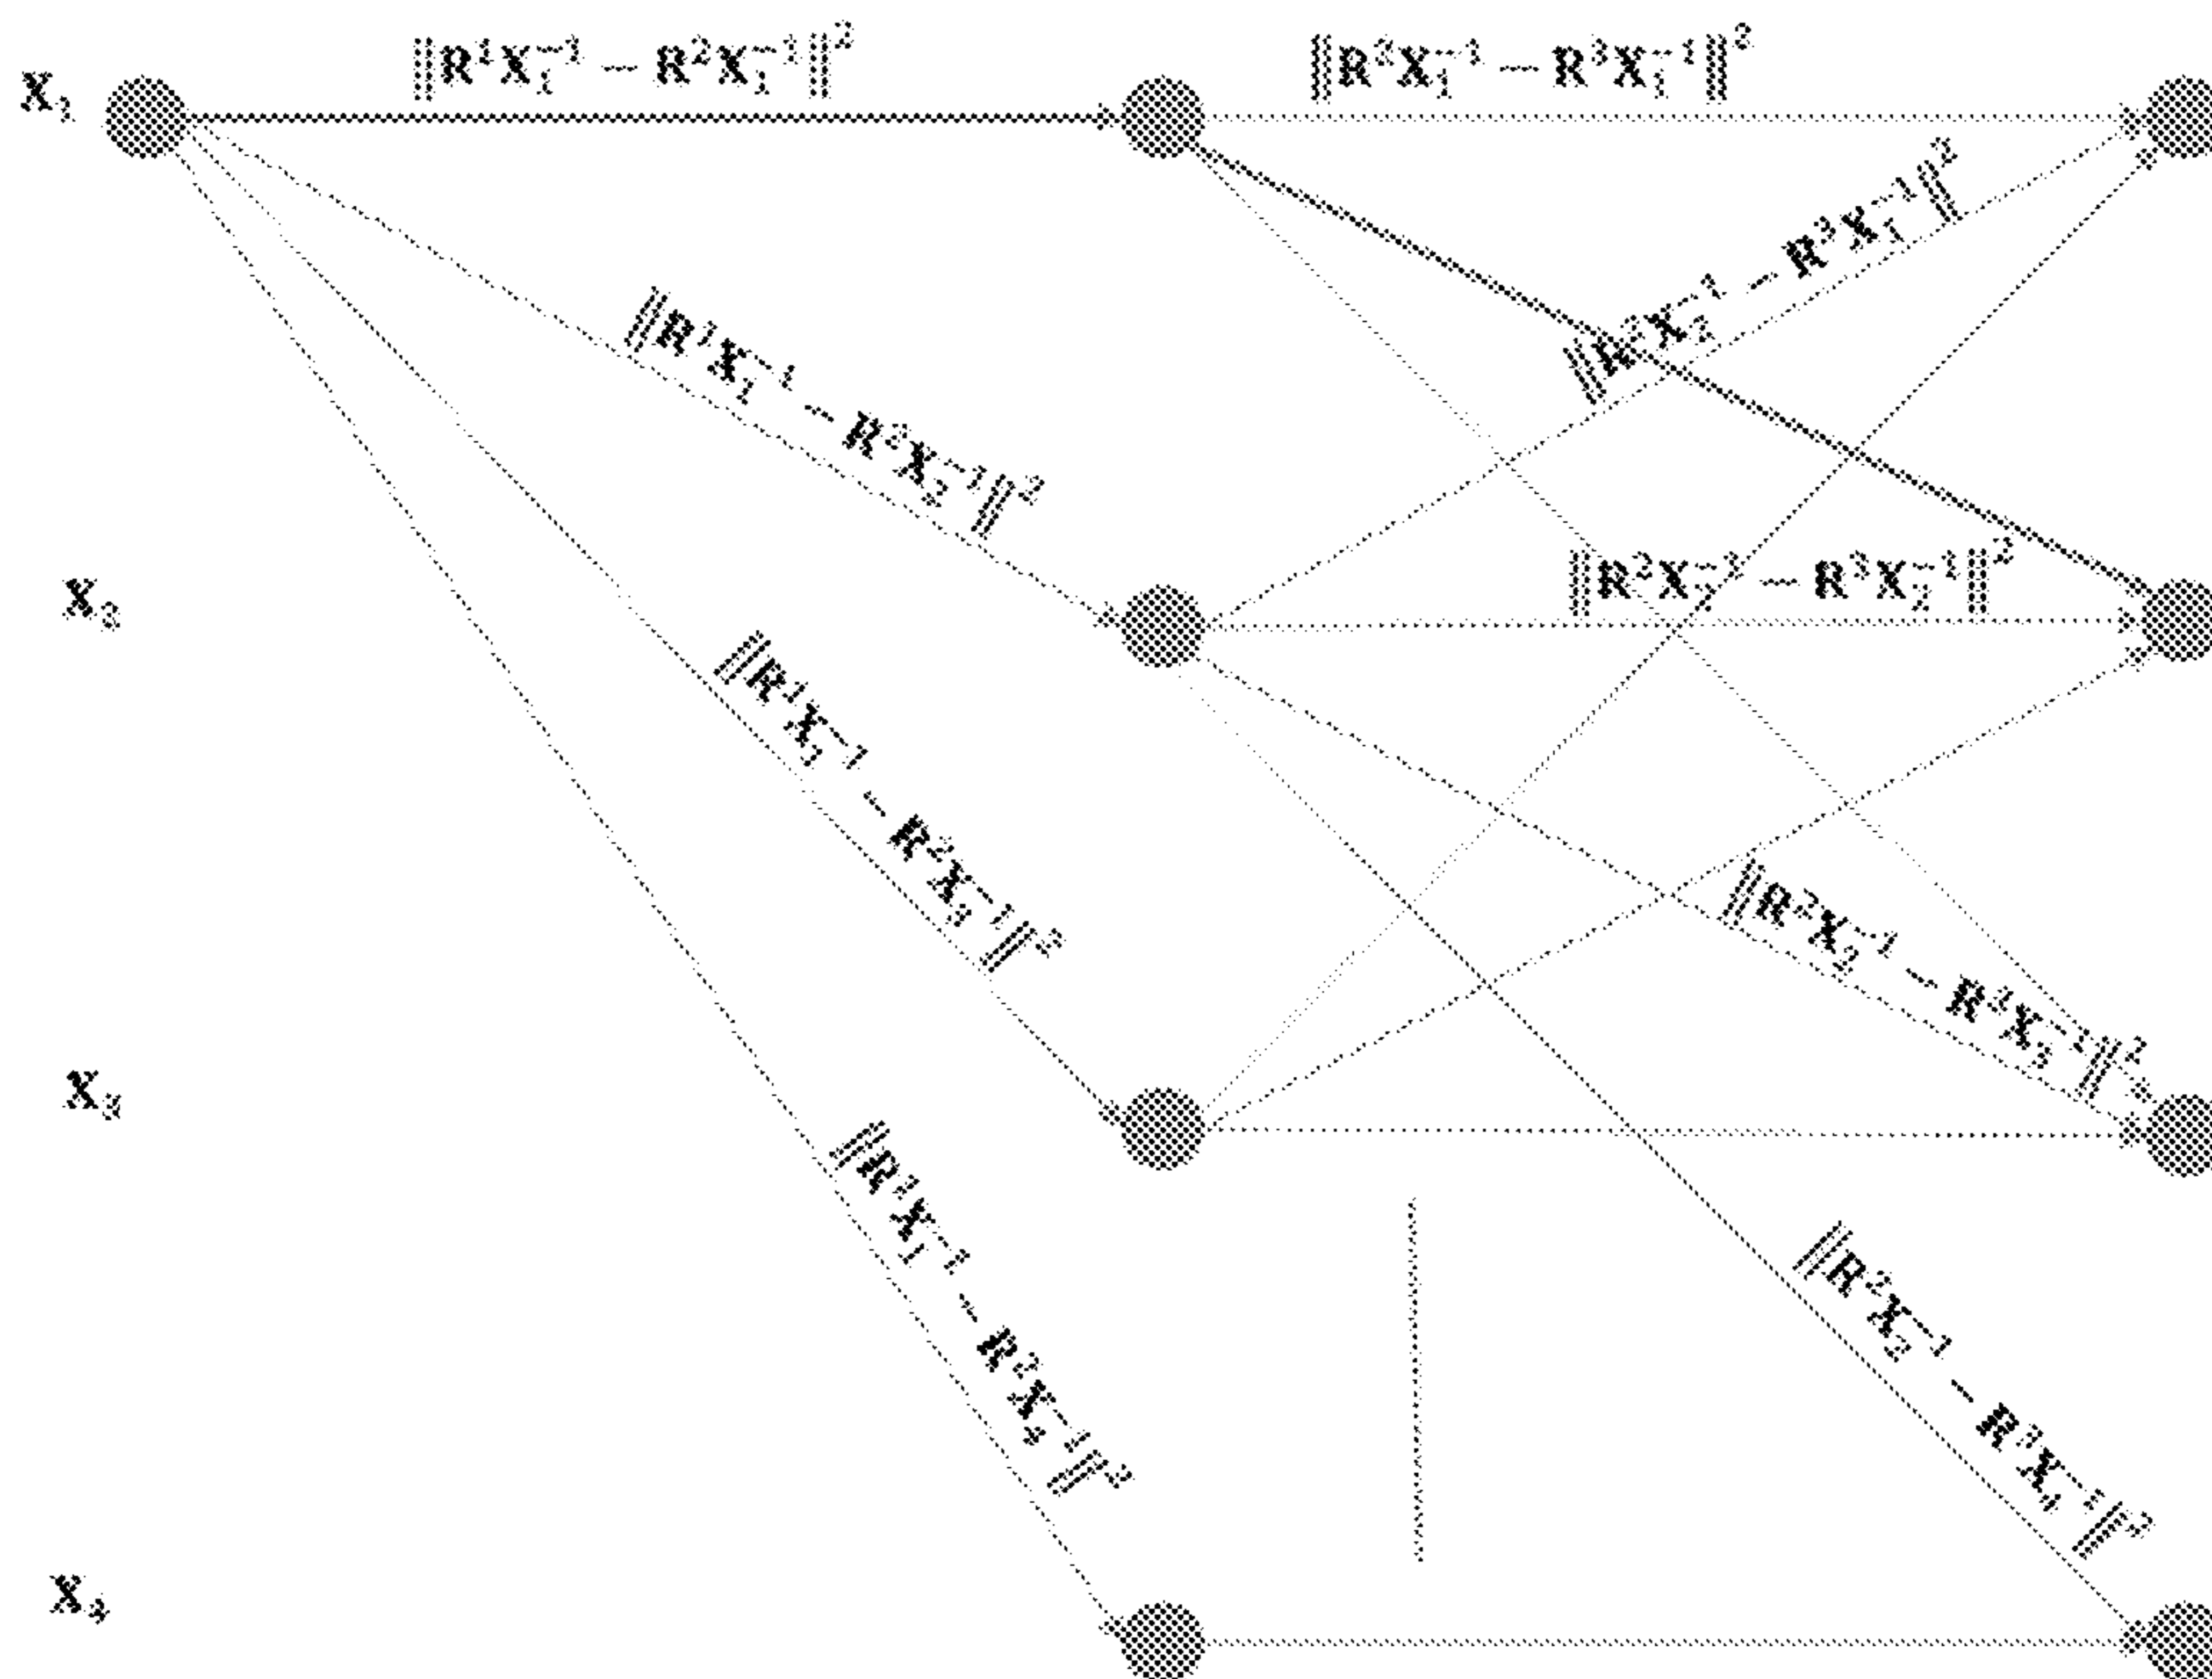 X₁
‖R¹X₁⁻¹ − R²X₁⁻¹‖²
‖R³X₁⁻¹ − R³X₁⁻¹‖²
‖R²X₂⁻¹ − R³X₁⁻¹‖²
‖R¹X₁⁻¹ − R²X₂⁻¹‖²
X₂
‖R²X₂⁻¹ − R³X₂⁻¹‖²
‖R¹X₁⁻¹ − R²X₃⁻¹‖²
‖R²X₂⁻¹ − R³X₃⁻¹‖²
X₃
‖R¹X₁⁻¹ − R²X₄⁻¹‖²
‖R²X₂⁻¹ − R³X₄⁻¹‖²
X₄